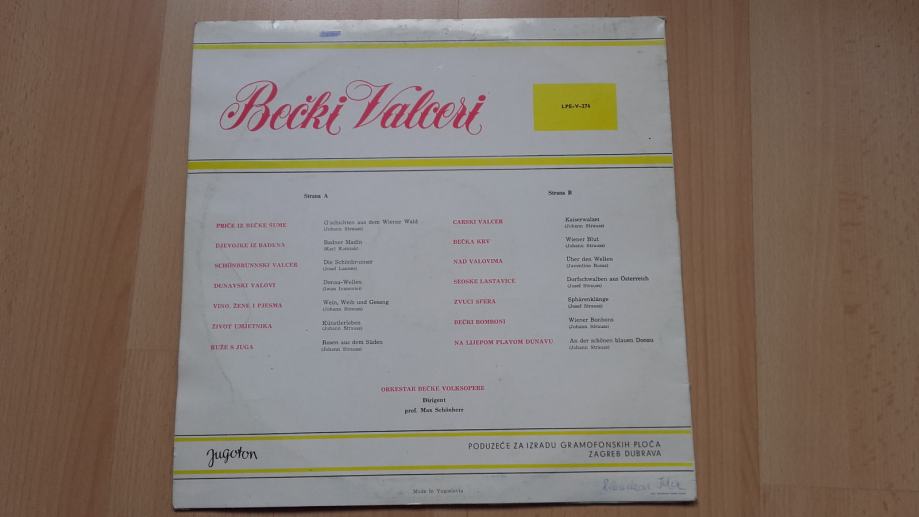 Bečki Valceri
LPE-V-276
Strana A
PRIČE IZ BEČKE ŠUME
G'schichten aus dem Wiener Wald
(Johann Strauss)
DJEVOJKE IZ BADENA
Badner Madln
(Karl Komzak)
SCHÖNBRUNNSKI VALCER
Die Schönbrunner
(Josef Lanner)
DUNAVSKI VALOVI
Donau-Wellen
(Ivan Ivanovici)
VINO, ŽENE I PJESMA
Wein, Weib und Gesang
(Johann Strauss)
ŽIVOT UMJETNIKA
Künstlerleben
(Johann Strauss)
RUŽE S JUGA
Rosen aus dem Süden
(Johann Strauss)
Strana B
CARSKI VALCER
Kaiserwalzer
(Johann Strauss)
BEČKA KRV
Wiener Blut
(Johann Strauss)
NAD VALOVIMA
Über den Wellen
(Juventino Rosas)
SEOSKE LASTAVICE
Dorfschwalben aus Österreich
(Josef Strauss)
ZVUCI SFERA
Sphärenklänge
(Josef Strauss)
BEČKI BOMBONI
Wiener Bonbons
(Johann Strauss)
NA LIJEPOM PLAVOM DUNAVU
An der schönen blauen Donau
(Johann Strauss)
ORKESTAR BEČKE VOLKSOPERE
Dirigent
prof. Max Schönherr
Jugoton
PODUZEĆE ZA IZRADU GRAMOFONSKIH PLOČA
ZAGREB DUBRAVA
Made in Yugoslavia